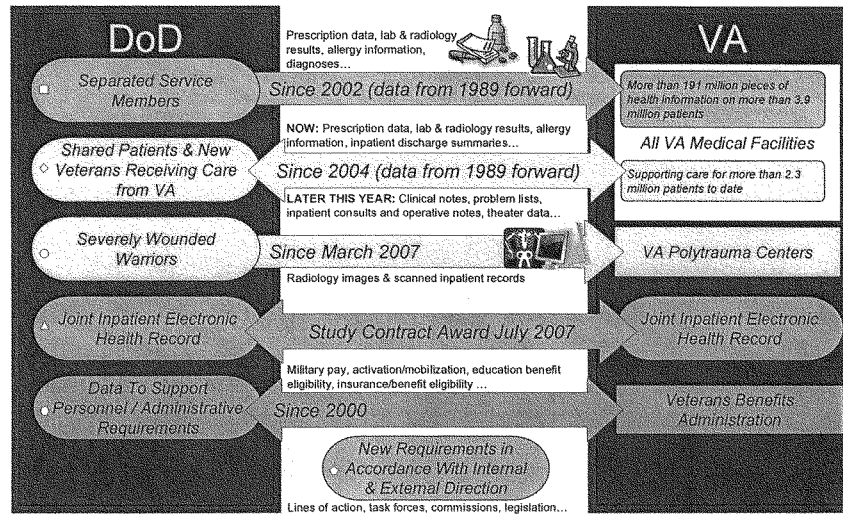 DoD
VA
Prescription data, lab & radiology
results, allergy information,
diagnoses…
Separated Service
Members
Since 2002 (data from 1989 forward)
More than 191 million pieces of
health information on more than 3.9
million patients
NOW: Prescription data, lab & radiology results, allergy
information, inpatient discharge summaries…
All VA Medical Facilities
Shared Patients & New
Veterans Receiving Care
from VA
Since 2004 (data from 1989 forward)
Supporting care for more than 2.3
million patients to date
LATER THIS YEAR: Clinical notes, problem lists,
inpatient consults and operative notes, theater data…
Severely Wounded
Warriors
Since March 2007
VA Polytrauma Centers
Radiology images & scanned inpatient records
Joint Inpatient Electronic
Health Record
Study Contract Award July 2007
Joint Inpatient Electronic
Health Record
Military pay, activation/mobilization, education benefit
eligibility, insurance/benefit eligibility …
Data To Support
Personnel / Administrative
Requirements
Since 2000
Veterans Benefits
Administration
New Requirements in
Accordance With Internal
& External Direction
Lines of action, task forces, commissions, legislation…